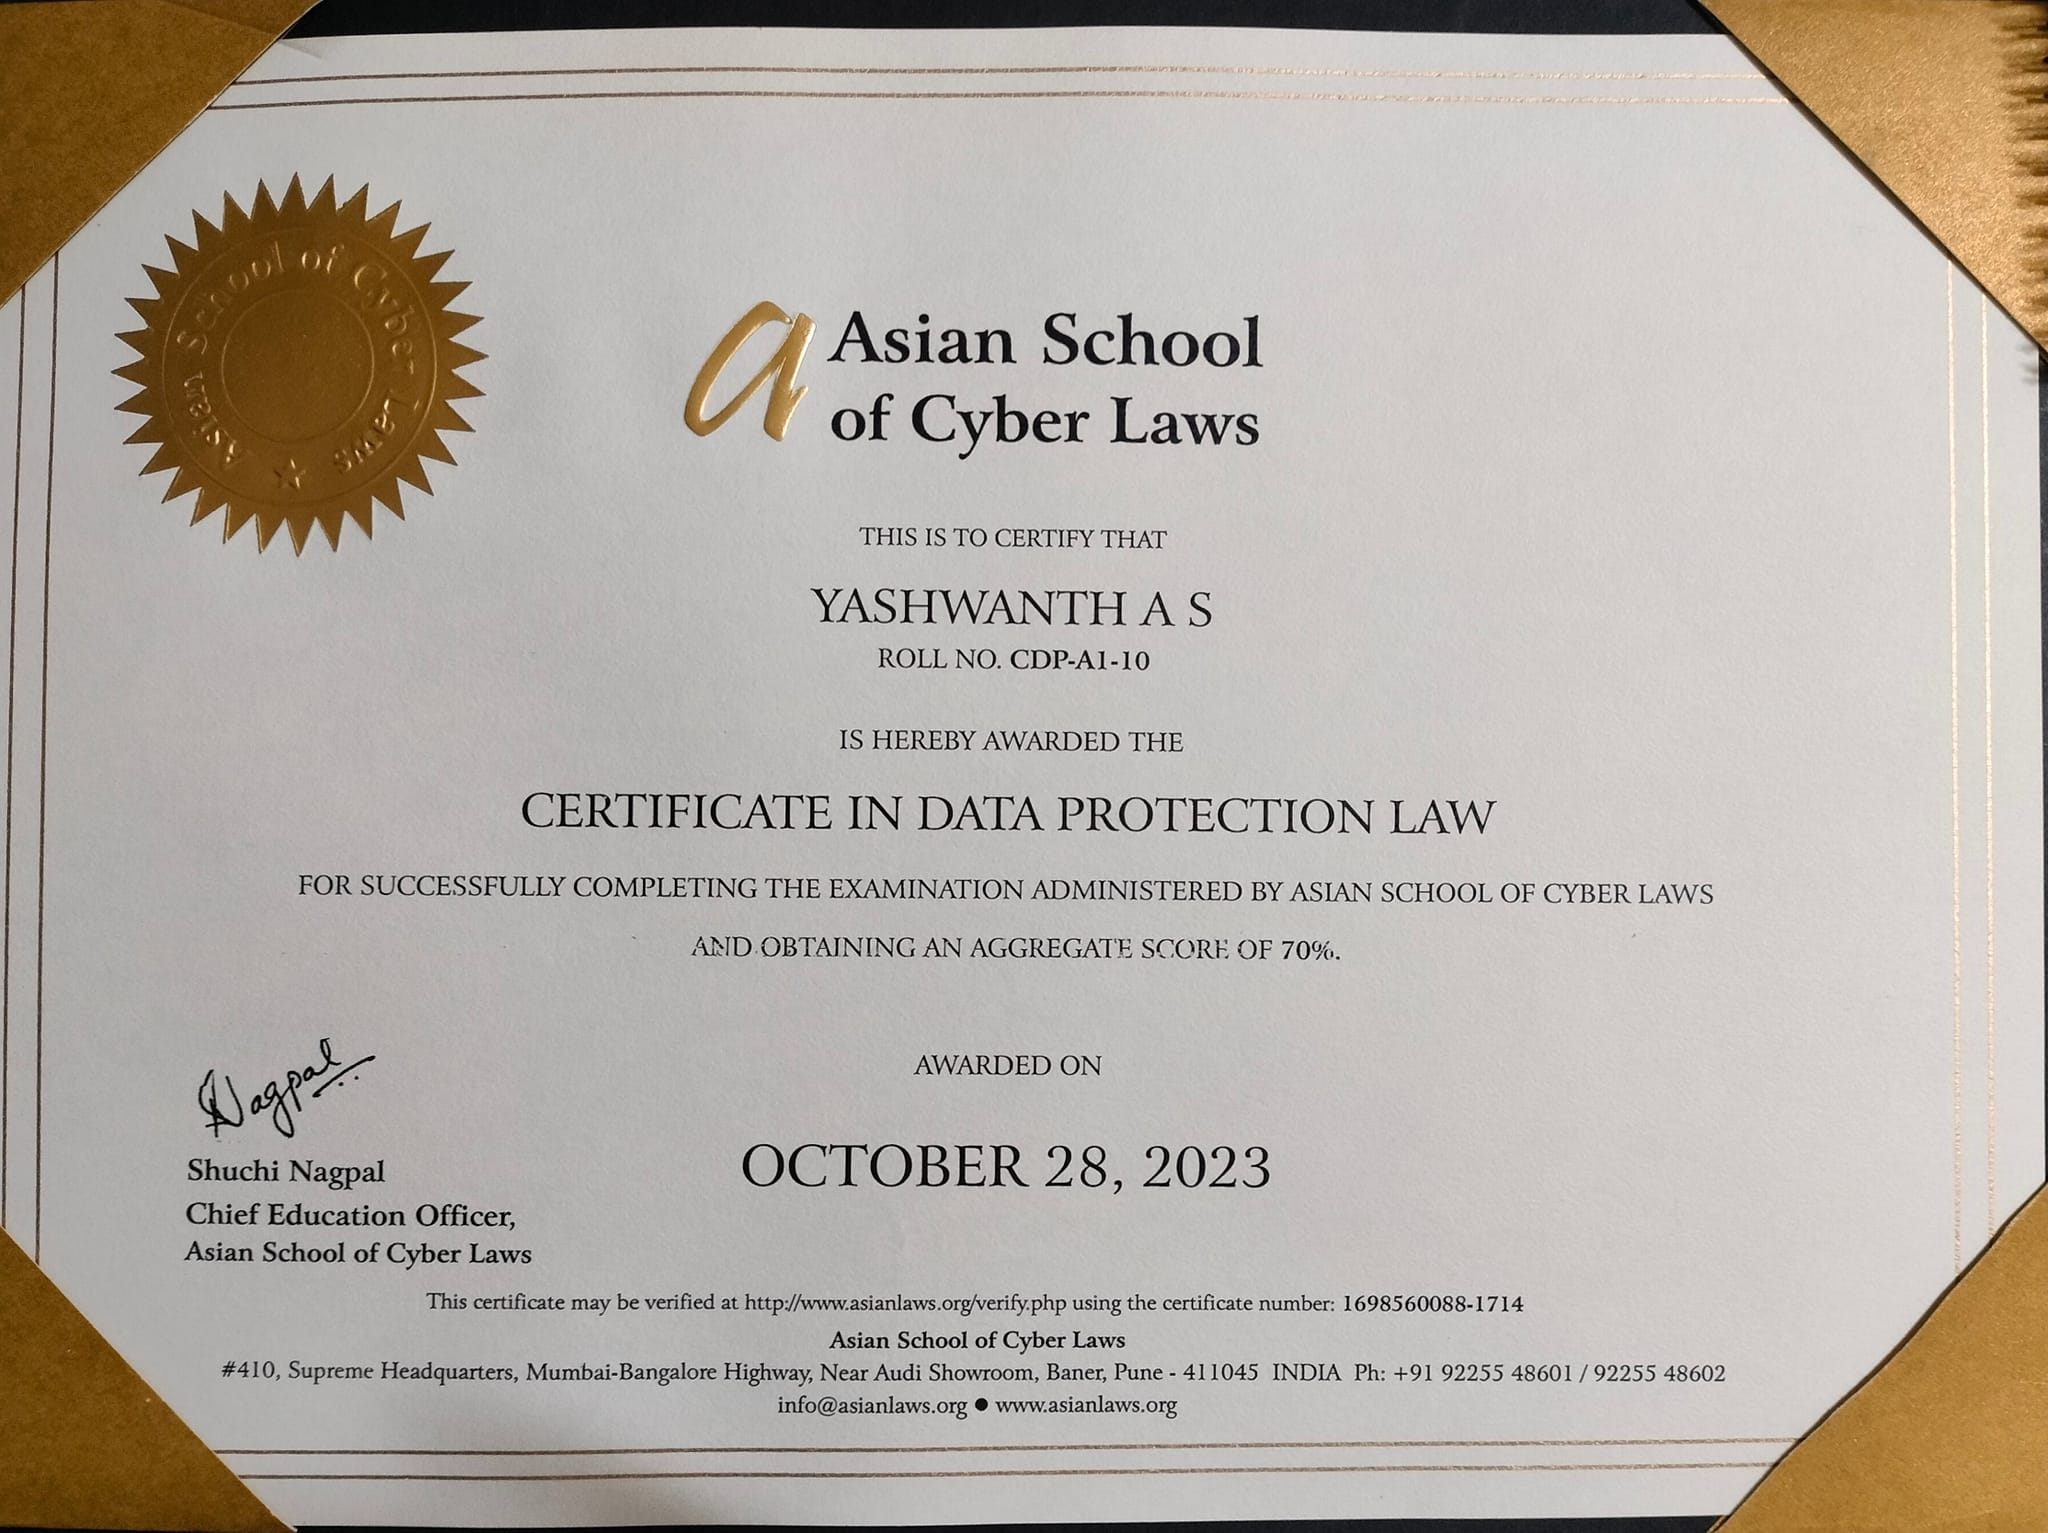 Asian School of Cyber Laws
a Asian School
of Cyber Laws
THIS IS TO CERTIFY THAT
YASHWANTH A S
ROLL NO. CDP-A1-10
IS HEREBY AWARDED THE
CERTIFICATE IN DATA PROTECTION LAW
FOR SUCCESSFULLY COMPLETING THE EXAMINATION ADMINISTERED BY ASIAN SCHOOL OF CYBER LAWS
AND OBTAINING AN AGGREGATE SCORE OF 70%.
AWARDED ON
OCTOBER 28, 2023
Nagpal
Shuchi Nagpal
Chief Education Officer,
Asian School of Cyber Laws
This certificate may be verified at http://www.asianlaws.org/verify.php using the certificate number: 1698560088-1714
Asian School of Cyber Laws
#410, Supreme Headquarters, Mumbai-Bangalore Highway, Near Audi Showroom, Baner, Pune - 411045 INDIA Ph: +91 92255 48601 / 92255 48602
info@asianlaws.org ● www.asianlaws.org